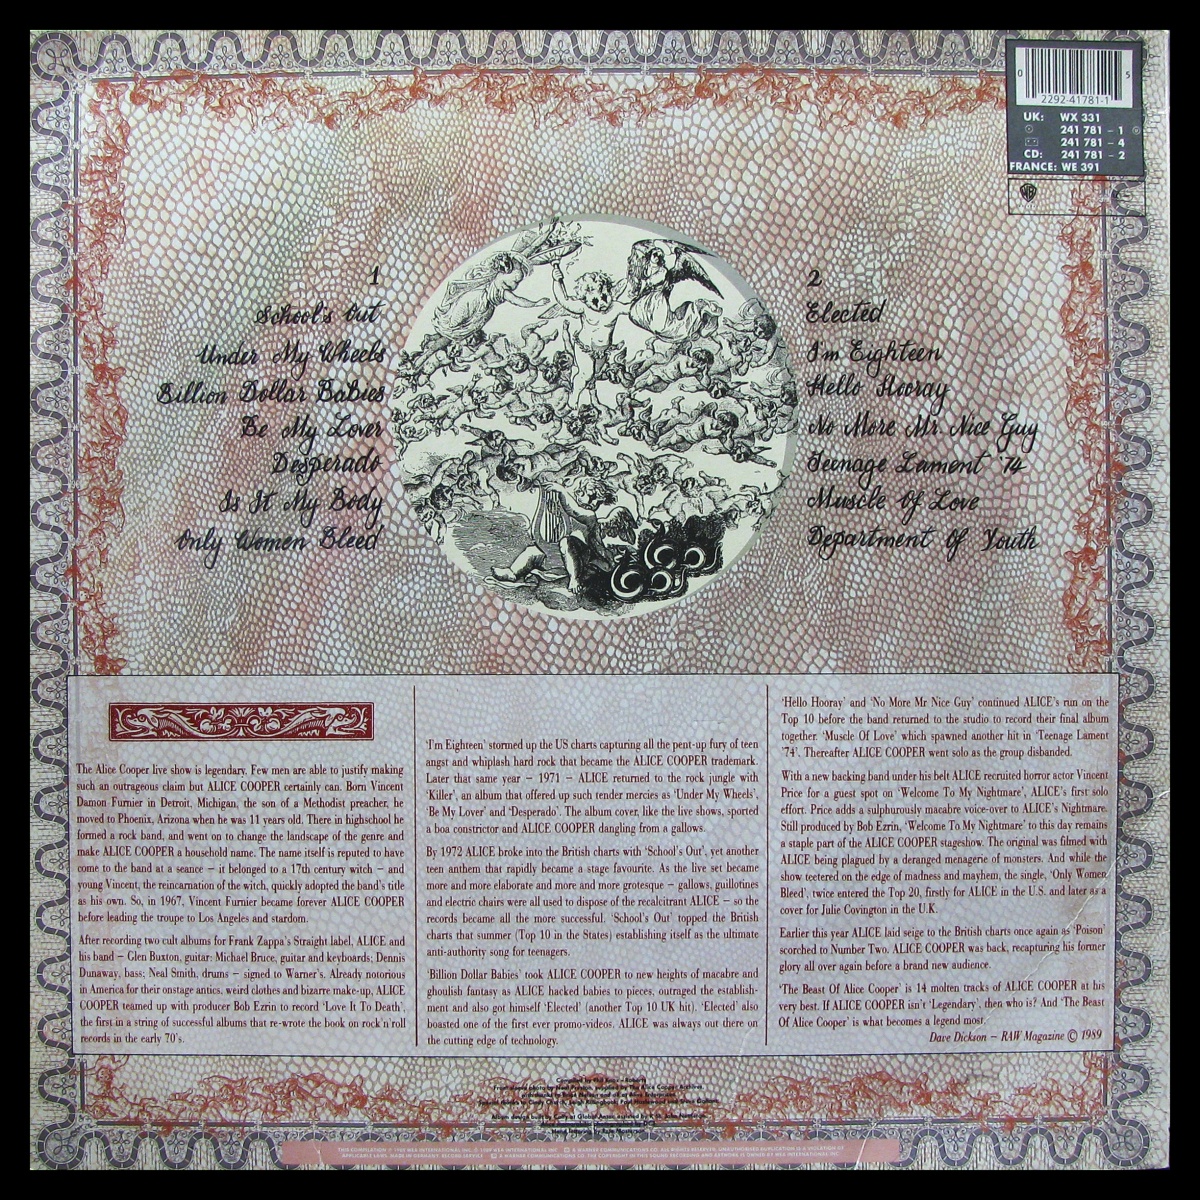 0
5
2292-41781-1
UK: WX 331
241 781 - 1
241 781 - 4
CD: 241 781 - 2
FRANCE: WE 391
WB
1
School's Out
Under My Wheels
Billion Dollar Babies
Be My Lover
Desperado
Is It My Body
Only Women Bleed
2
Elected
I'm Eighteen
Hello Hooray
No More Mr. Nice Guy
Teenage Lament '74
Muscle Of Love
Department Of Youth
The Alice Cooper live show is legendary. Few men are able to justify making
such an outrageous claim but ALICE COOPER certainly can. Born Vincent
Damon Furnier in Detroit, Michigan, the son of a Methodist preacher, he
moved to Phoenix, Arizona when he was 11 years old. There in highschool he
formed a rock band, and went on to change the landscape of the genre and
make ALICE COOPER a household name. The name itself is reputed to have
come to the band at a seance – it belonged to a 17th century witch – and
young Vincent, the reincarnation of the witch, quickly adopted the band's title
as his own. So, in 1967, Vincent Furnier became forever ALICE COOPER
before leading the troupe to Los Angeles and stardom.
After recording two cult albums for Frank Zappa's Straight label, ALICE and
his band – Glen Buxton, guitar; Michael Bruce, guitar and keyboards; Dennis
Dunaway, bass; Neal Smith, drums – signed to Warner's. Already notorious
in America for their onstage antics, weird clothes and bizarre make-up, ALICE
COOPER teamed up with producer Bob Ezrin to record 'Love It To Death',
the first in a string of successful albums that re-wrote the book on rock'n'roll
records in the early 70's.
'I'm Eighteen' stormed up the US charts capturing all the pent-up fury of teen
angst and whiplash hard rock that became the ALICE COOPER trademark.
Later that same year – 1971 – ALICE returned to the rock jungle with
'Killer', an album that offered up such tender mercies as 'Under My Wheels',
'Be My Lover' and 'Desperado'. The album cover, like the live shows, sported
a boa constrictor and ALICE COOPER dangling from a gallows.
By 1972 ALICE broke into the British charts with 'School's Out', yet another
teen anthem that rapidly became a stage favourite. As the live set became
more and more elaborate and more and more grotesque – gallows, guillotines
and electric chairs were all used to dispose of the recalcitrant ALICE – so the
records became all the more successful. 'School's Out' topped the British
charts that summer (Top 10 in the States) establishing itself as the ultimate
anti-authority song for teenagers.
'Billion Dollar Babies' took ALICE COOPER to new heights of macabre and
ghoulish fantasy as ALICE hacked babies to pieces, outraged the establish-
ment and also got himself 'Elected' (another Top 10 UK hit). 'Elected' also
boasted one of the first ever promo-videos. ALICE was always out there on
the cutting edge of technology.
'Hello Hooray' and 'No More Mr Nice Guy' continued ALICE's run on the
Top 10 before the band returned to the studio to record their final album
together. 'Muscle Of Love' which spawned another hit in 'Teenage Lament
'74'. Thereafter ALICE COOPER went solo as the group disbanded.
With a new backing band under his belt ALICE recruited horror actor Vincent
Price for a guest spot on 'Welcome To My Nightmare', ALICE's first solo
effort. Price adds a sulphurously macabre voice-over to ALICE's Nightmare.
Still produced by Bob Ezrin, 'Welcome To My Nightmare' to this day remains
a staple part of the ALICE COOPER stageshow. The original was filmed with
ALICE being plagued by a deranged menagerie of monsters. And while the
show teetered on the edge of madness and mayhem, the single, 'Only Women
Bleed', twice entered the Top 20, firstly for ALICE in the U.S. and later as a
cover for Julie Covington in the U.K.
Earlier this year ALICE laid seige to the British charts once again as 'Poison'
scorched to Number Two. ALICE COOPER was back, recapturing his former
glory all over again before a brand new audience.
'The Beast Of Alice Cooper' is 14 molten tracks of ALICE COOPER at his
very best. If ALICE COOPER isn't 'Legendary', then who is? And 'The Beast
Of Alice Cooper' is what becomes a legend most.
Dave Dickson – RAW Magazine © 1989